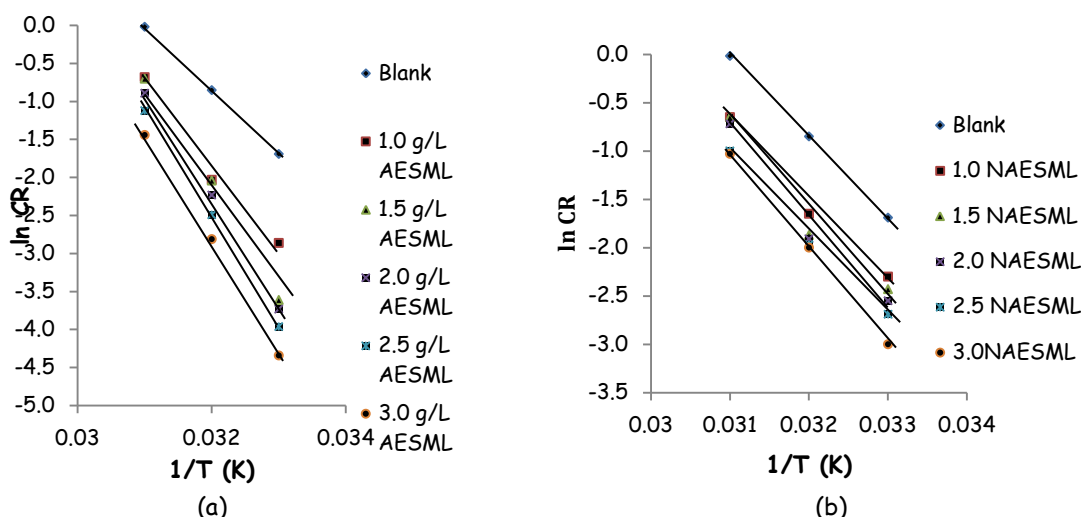 0.0
-0.5
-1.0
-1.5
-2.0
-2.5
-3.0
-3.5
-4.0
-4.5
-5.0
ln CR
0.03
0.032
0.034
1/T (K)
(a)
Blank
1.0 g/L
AESML
1.5 g/L
AESML
2.0 g/L
AESML
2.5 g/L
AESML
3.0 g/L
AESML
0.0
-0.5
-1.0
-1.5
-2.0
-2.5
-3.0
-3.5
ln CR
0.03
0.031
0.032
0.033
0.034
1/T (K)
(b)
Blank
1.0 NAESML
1.5 NAESML
2.0 NAESML
2.5 NAESML
3.0NAESML